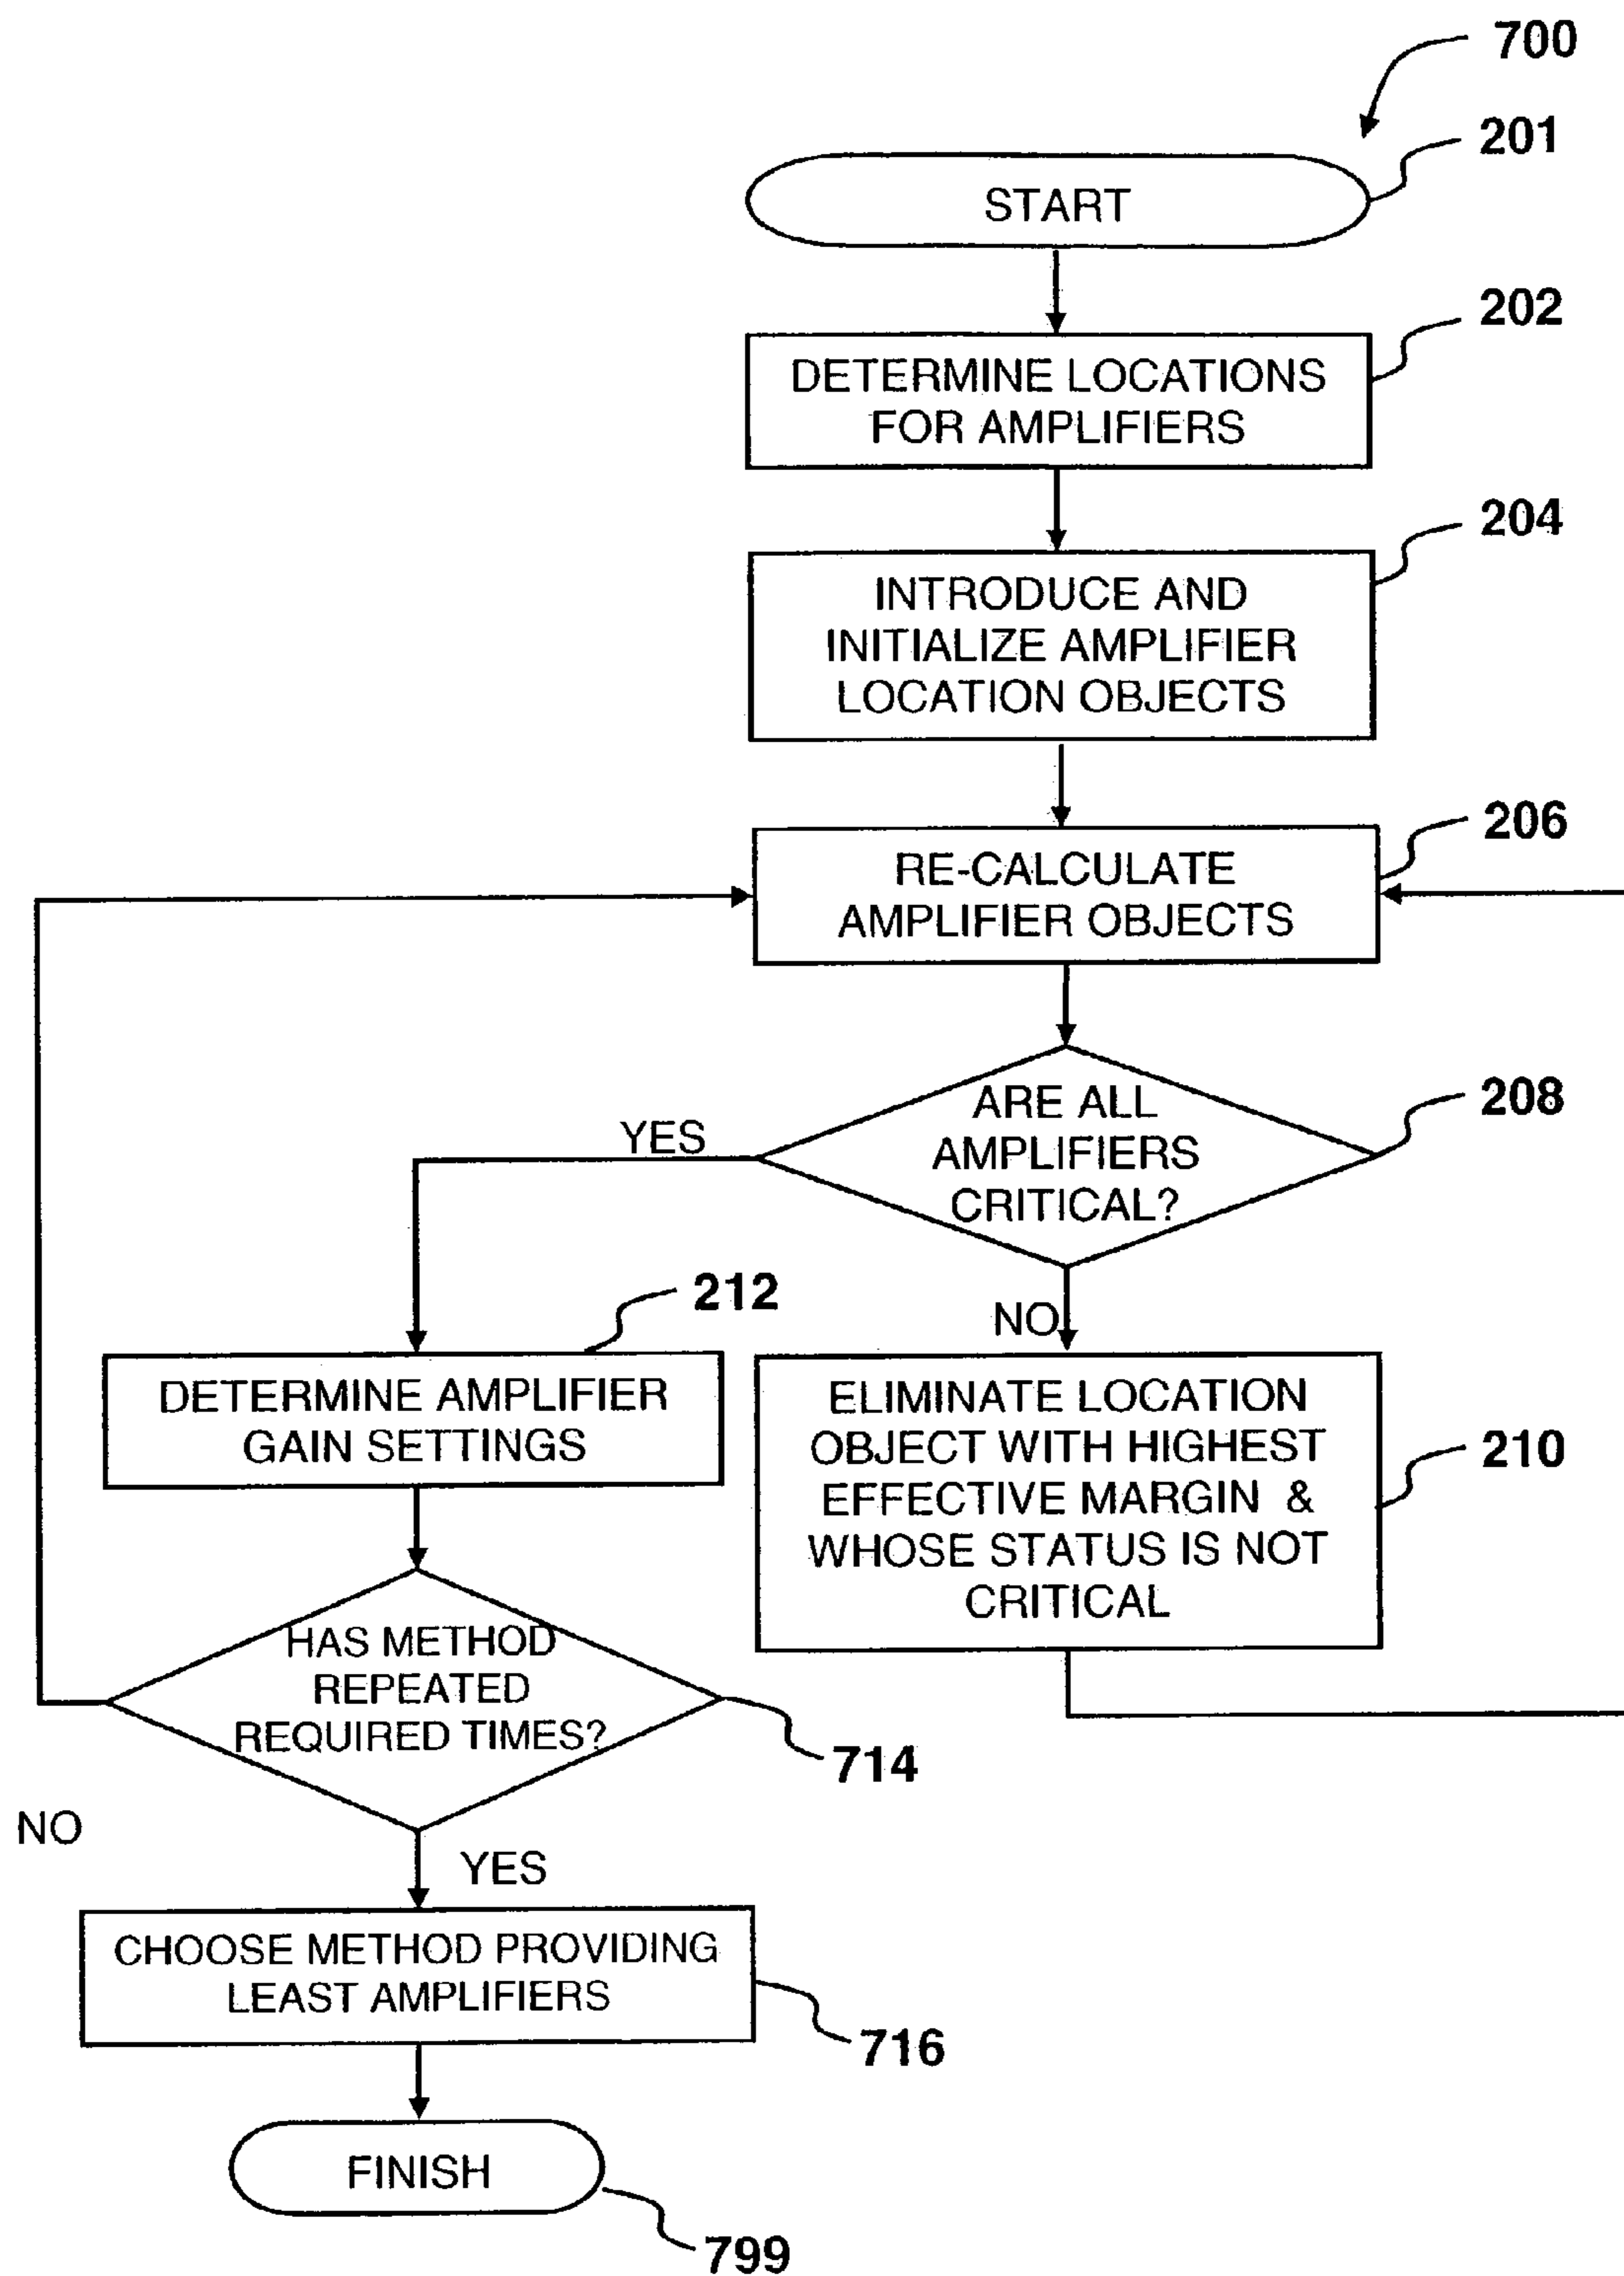 700
201
START
202
DETERMINE LOCATIONS
FOR AMPLIFIERS
204
INTRODUCE AND
INITIALIZE AMPLIFIER
LOCATION OBJECTS
206
RE-CALCULATE
AMPLIFIER OBJECTS
208
ARE ALL
AMPLIFIERS
CRITICAL?
YES
NO
212
DETERMINE AMPLIFIER
GAIN SETTINGS
ELIMINATE LOCATION
OBJECT WITH HIGHEST
EFFECTIVE MARGIN &
WHOSE STATUS IS NOT
CRITICAL
210
HAS METHOD
REPEATED
REQUIRED TIMES?
714
NO
YES
CHOOSE METHOD PROVIDING
LEAST AMPLIFIERS
716
FINISH
799